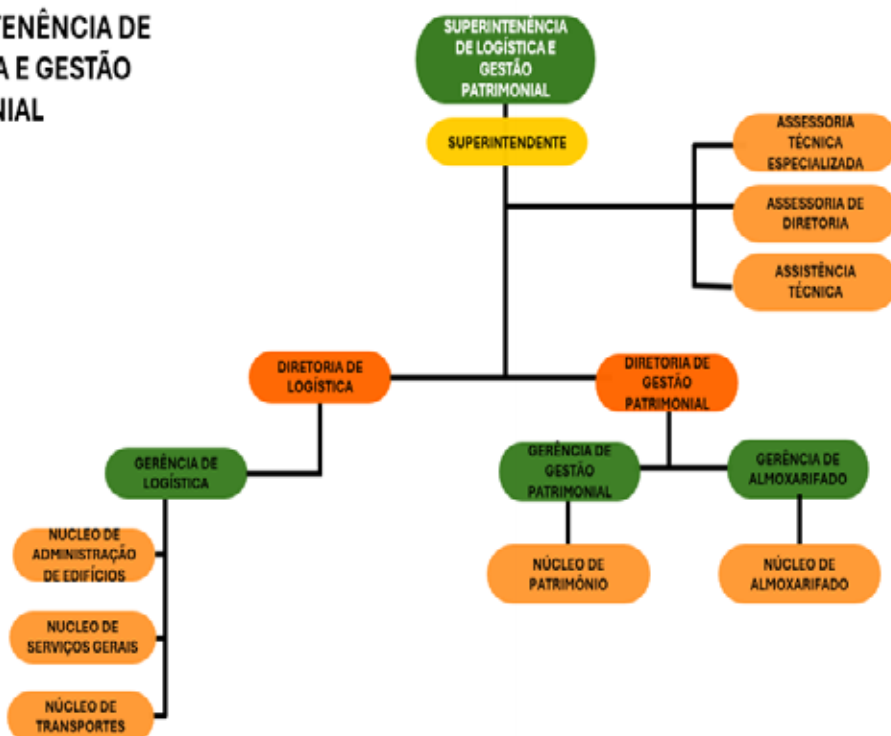 TENÊNCIA DE
A E GESTÃO
NIAL
SUPERINTENÊNCIA
DE LOGÍSTICA E
GESTÃO
PATRIMONIAL
SUPERINTENDENTE
ASSESSORIA
TÉCNICA
ESPECIALIZADA
ASSESSORIA DE
DIRETORIA
ASSISTÊNCIA
TÉCNICA
DIRETORIA DE
LOGÍSTICA
DIRETORIA DE
GESTÃO
PATRIMONIAL
GERÊNCIA DE
LOGÍSTICA
GERÊNCIA DE
GESTÃO
PATRIMONIAL
GERÊNCIA DE
ALMOXARIFADO
NUCLEO DE
ADMINISTRAÇÃO
DE EDIFÍCIOS
NÚCLEO DE
PATRIMÔNIO
NÚCLEO DE
ALMOXARIFADO
NUCLEO DE
SERVIÇOS GERAIS
NÚCLEO DE
TRANSPORTES